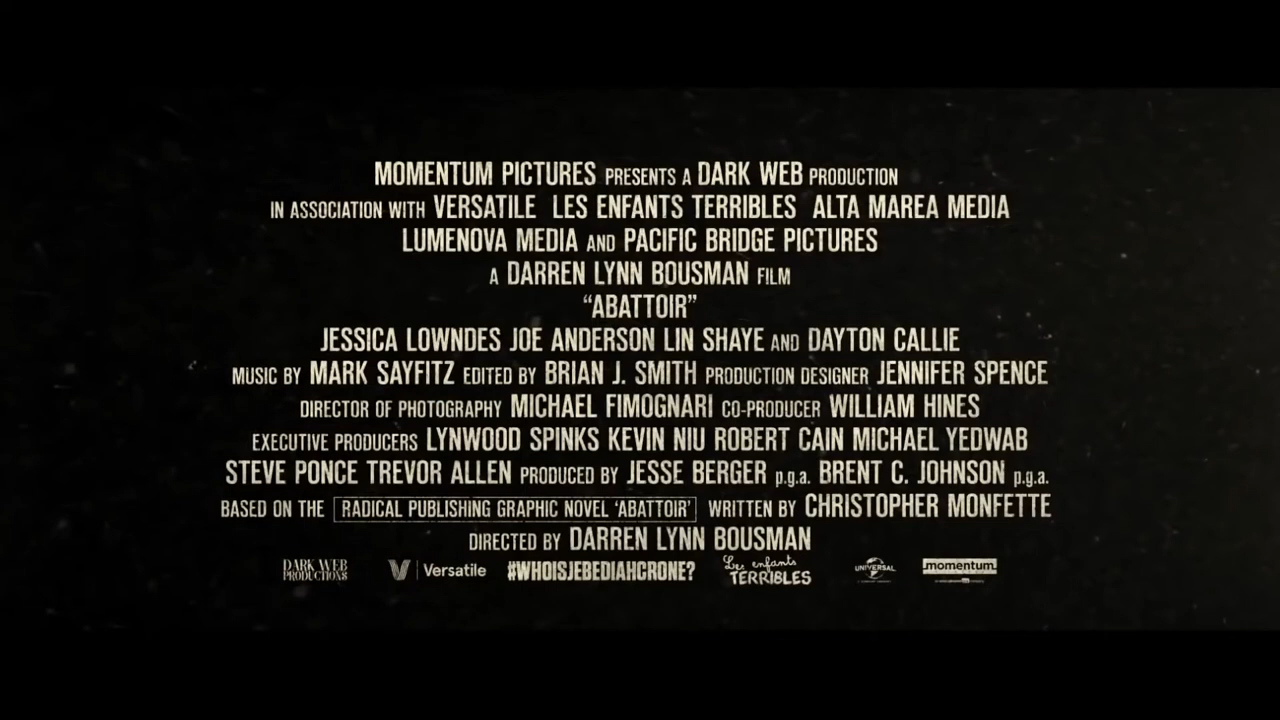 MOMENTUM PICTURES PRESENTS A DARK WEB PRODUCTION
IN ASSOCIATION WITH VERSATILE LES ENFANTS TERRIBLES ALTA MAREA MEDIA
LUMENOVA MEDIA AND PACIFIC BRIDGE PICTURES
A DARREN LYNN BOUSMAN FILM
“ABATTOIR”
JESSICA LOWNDES JOE ANDERSON LIN SHAYE AND DAYTON CALLIE
MUSIC BY MARK SAYFITZ EDITED BY BRIAN J. SMITH PRODUCTION DESIGNER JENNIFER SPENCE
DIRECTOR OF PHOTOGRAPHY MICHAEL FIMOGNARI CO-PRODUCER WILLIAM HINES
EXECUTIVE PRODUCERS LYNWOOD SPINKS KEVIN NIU ROBERT CAIN MICHAEL YEDWAB
STEVE PONCE TREVOR ALLEN PRODUCED BY JESSE BERGER p.g.a. BRENT C. JOHNSON p.g.a.
BASED ON THE RADICAL PUBLISHING GRAPHIC NOVEL ‘ABATTOIR’ WRITTEN BY CHRISTOPHER MONFETTE
DIRECTED BY DARREN LYNN BOUSMAN
DARK WEB PRODUCTIONS Versatile #WHOISJEBEDIAHCRONE? Les enfants TERRIBLES UNIVERSAL momentum